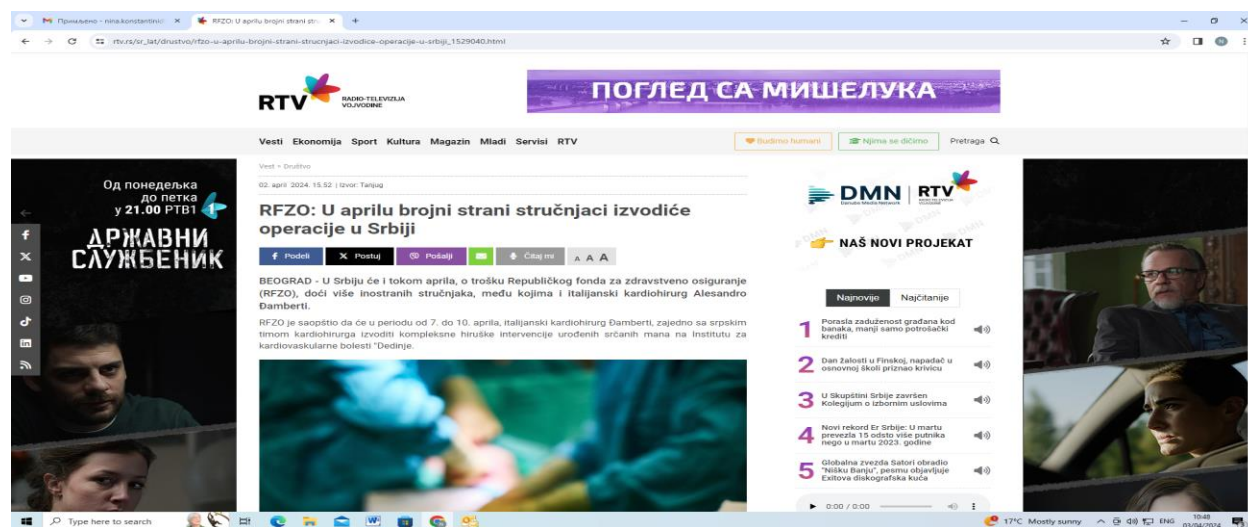 Примљено - nina.konstantinic
RFZO: U aprilu brojni strani stru
rtv.rs/sr_lat/drustvo/rfzo-u-aprilu-brojni-strani-strucnjaci-izvodice-operacije-u-srbiji_1529040.html
RTV RADIO-TELEVIZIJA
VOJVODINE
ПОГЛЕД СА МИШЕЛУКА
Vesti Ekonomija Sport Kultura Magazin Mladi Servisi RTV
Budimo humani
Njima se dičimo
Pretraga
Vest • Društvo
02. april 2024. 15.52 | Izvor: Tanjug
RFZO: U aprilu brojni strani stručnjaci izvodiće
operacije u Srbiji
Podeli
Postuj
Pošalji
Čitaj mi
A A A
BEOGRAD - U Srbiju će i tokom aprila, o trošku Republičkog fonda za zdravstveno osiguranje
(RFZO), doći više inostranih stručnjaka, među kojima i italijanski kardiohirurg Alesandro
Đamberti.
RFZO je saopštio da će u periodu od 7. do 10. aprila, italijanski kardiohirurg Đamberti, zajedno sa srpskim
timom kardiohirurga izvoditi kompleksne hiruške intervencije urođenih srčanih mana na Institutu za
kardiovaskularne bolesti "Dedinje.
Од понедељка
до петка
у 21.00 РТВ1
ДРЖАВНИ
СЛУЖБЕНИК
DMN RTV
NAŠ NOVI PROJEKAT
Najnovije Najčitanije
1 Porasla zaduženost građana kod
banaka, manji samo potrošački
krediti
2 Dan žalosti u Finskoj, napadač u
osnovnoj školi priznao krivicu
3 U Skupštini Srbije završen
Kolegijum o izbornim uslovima
4 Novi rekord Er Srbije: U martu
prevezla 15 odsto više putnika
nego u martu 2023. godine
5 Globalna zvezda Satori obradio
"Nišku Banju", pesmu objavljuje
Exitova diskografska kuća
0:00 / 0:00
Type here to search
17°C Mostly sunny
ENG
10:40
03/04/2024